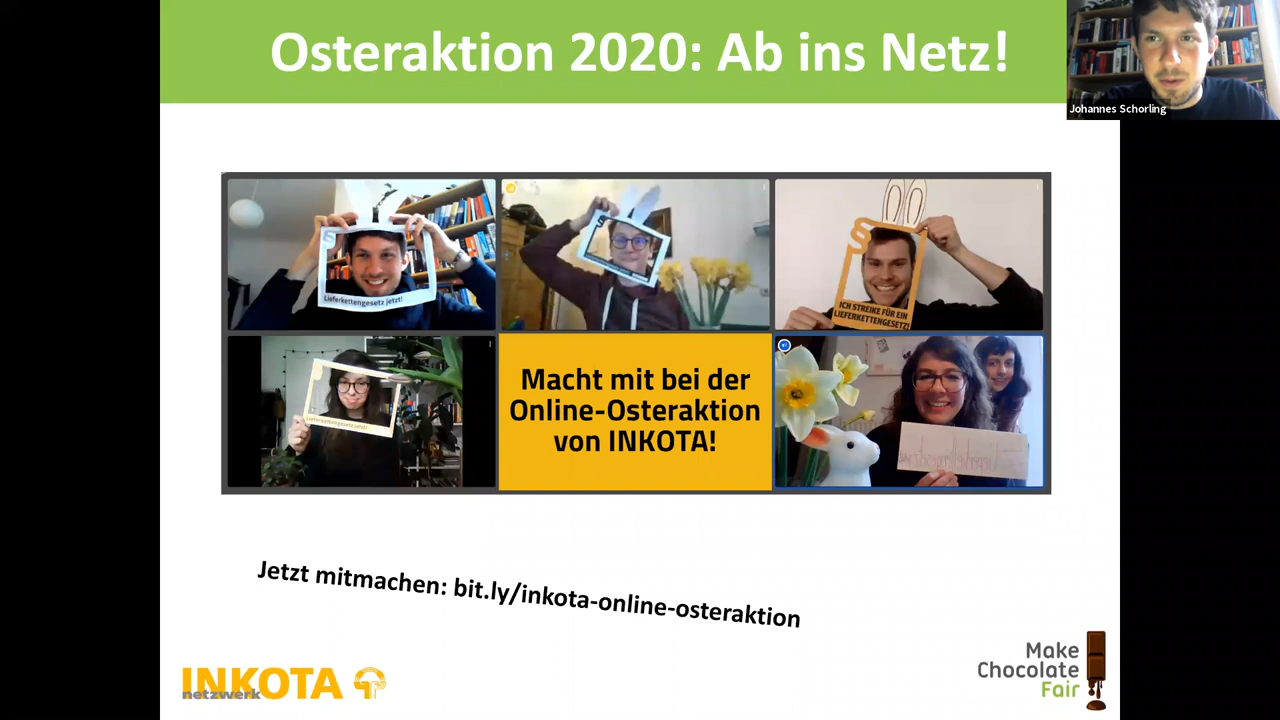 Osteraktion 2020: Ab ins Netz!
Johannes Schorling
Lieferkettengesetz jetzt!
ICH STREIKE FÜR EIN
LIEFERKETTENGESETZ!
Lieferkettengesetz jetzt!
Macht mit bei der
Online-Osteraktion
von INKOTA!
Jetzt mitmachen: bit.ly/inkota-online-osteraktion
INKOTA
netzwerk
Make
Chocolate
Fair